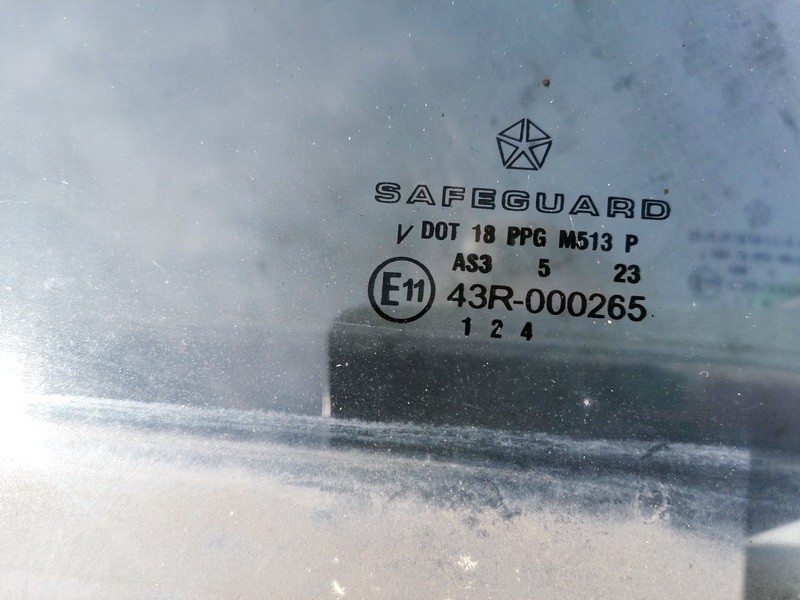 SAFEGUARD
V DOT 18 PPG M513 P
AS3 5 23
E11 43R-000265
1 2 4